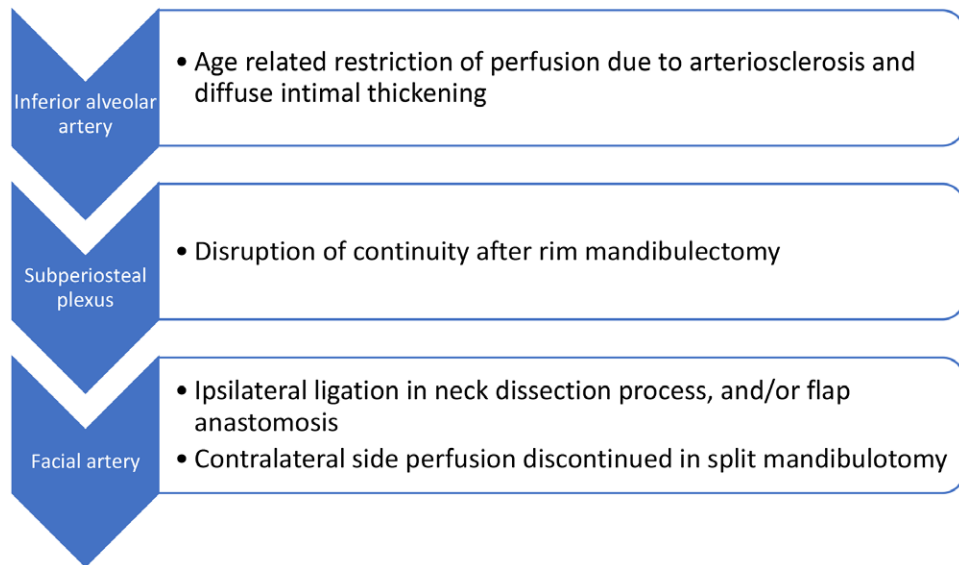 Inferior alveolar
artery
• Age related restriction of perfusion due to arteriosclerosis and
diffuse intimal thickening
Subperiosteal
plexus
• Disruption of continuity after rim mandibulectomy
Facial artery
• Ipsilateral ligation in neck dissection process, and/or flap
anastomosis
• Contralateral side perfusion discontinued in split mandibulotomy